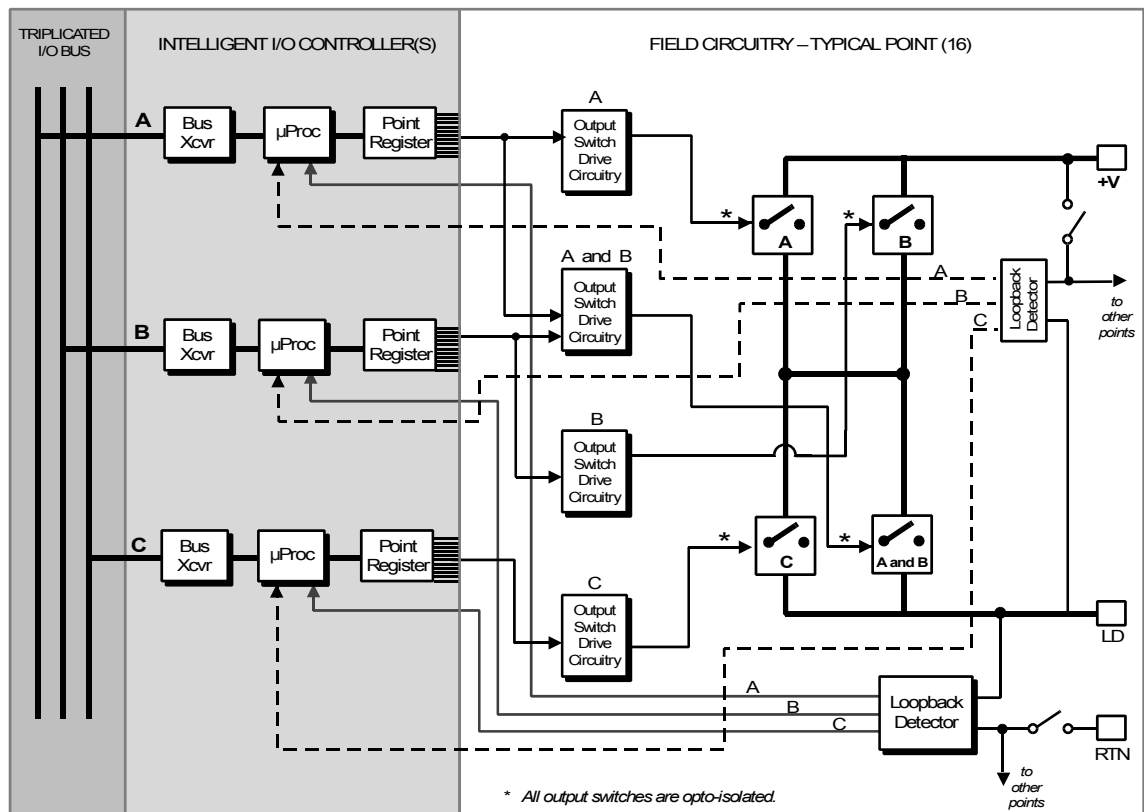 TRIPLICATED
I/O BUS
INTELLIGENT I/O CONTROLLER(S)
FIELD CIRCUITRY – TYPICAL POINT (16)
A
Bus
Xcvr
µProc
Point
Register
A
Output
Switch
Drive
Circuitry
*
A
*
B
+V
A and B
Output
Switch
Drive
Circuitry
A
B
C
Loopback
Detector
to
other
points
B
Bus
Xcvr
µProc
Point
Register
B
Output
Switch
Drive
Circuitry
C
Bus
Xcvr
µProc
Point
Register
*
C
*
A and B
C
Output
Switch
Drive
Circuitry
LD
A
B
C
Loopback
Detector
RTN
to
other
points
* All output switches are opto-isolated.